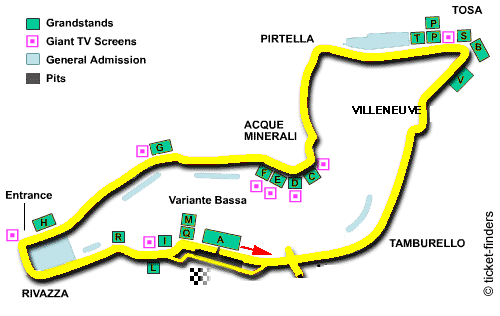 Grandstands
Giant TV Screens
General Admission
Pits
TOSA
PIRTELLA
T
P
P
S
B
V
VILLENEUVE
ACQUE
MINERALI
G
F
E
D
C
Entrance
H
Variante Bassa
M
Q
R
I
A
L
TAMBURELLO
RIVAZZA
© ticket-finders